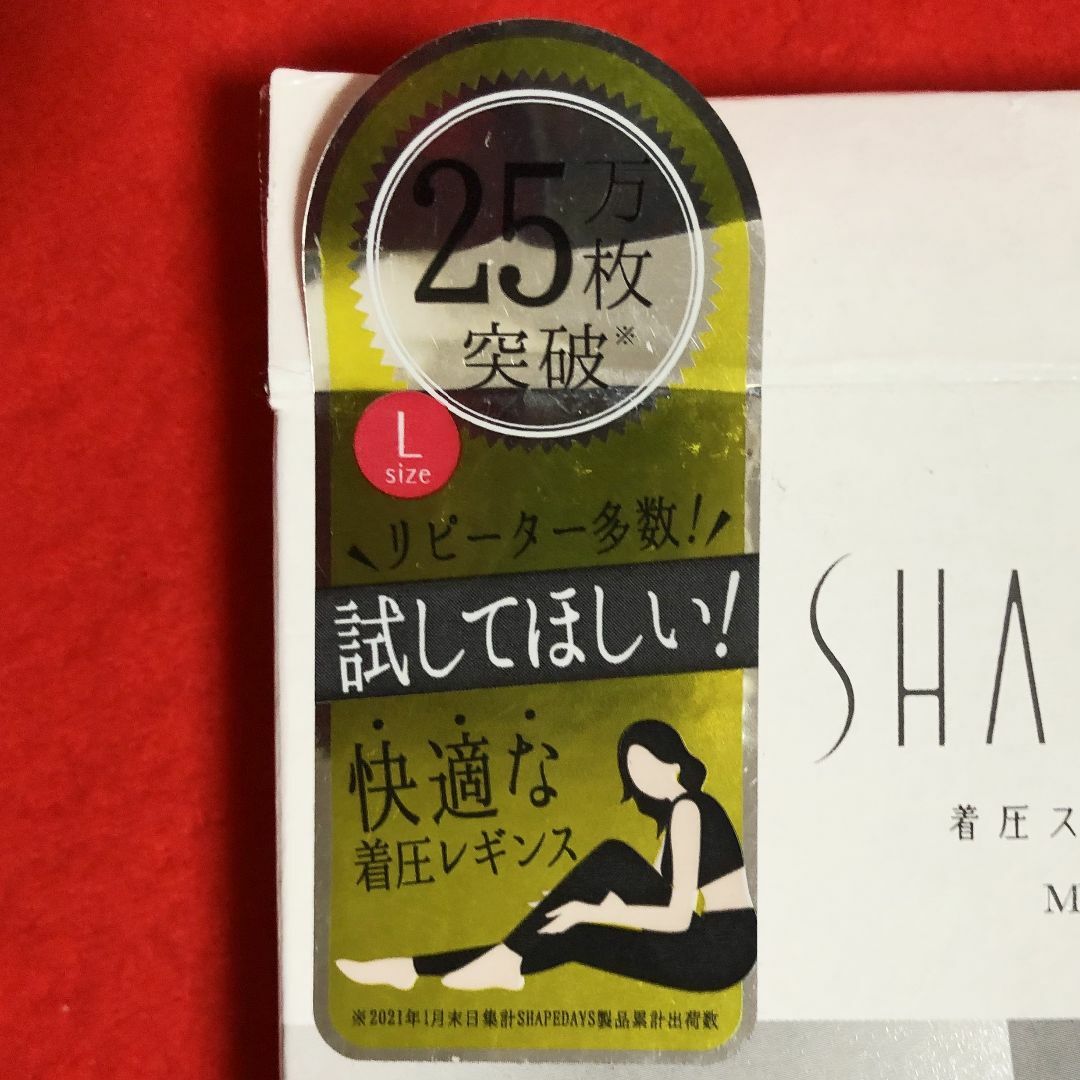 25万枚
突破※
L
size
リピーター多数!
試してほしい!
快適な
着圧レギンス
※2021年1月末日集計SHAPEDAYS製品累計出荷数
SHA
着圧ス
M